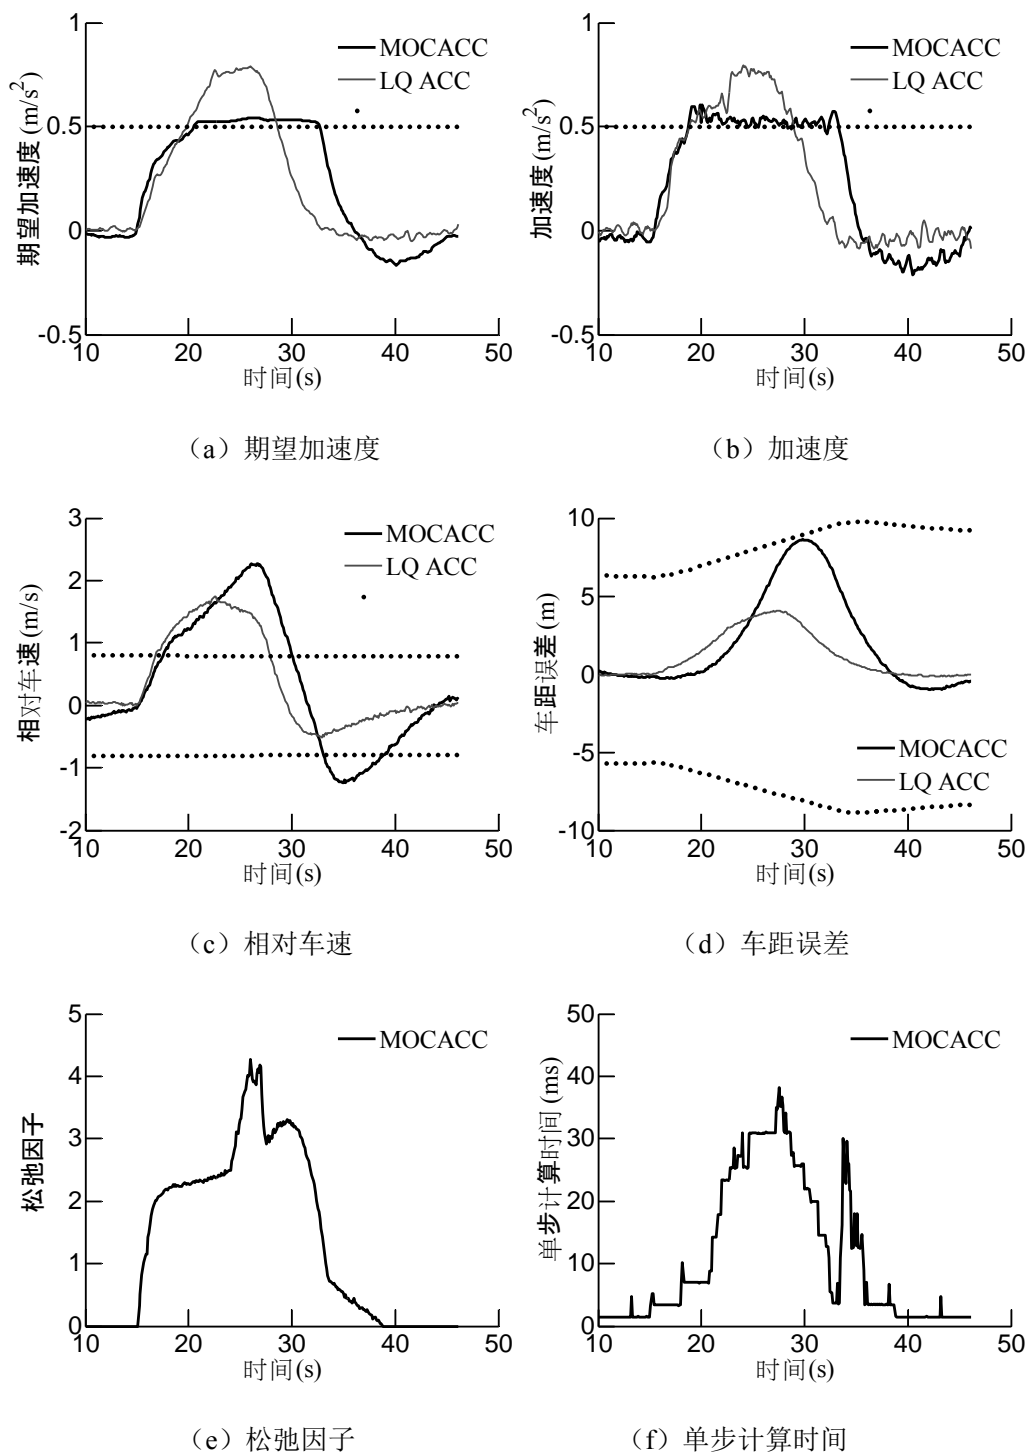 1
0.5
0
-0.5
10 20 30 40 50
期望加速度 (m/s²)
时间(s)
MOCACC
LQ ACC
1
0.5
0
-0.5
10 20 30 40 50
加速度 (m/s²)
时间(s)
MOCACC
LQ ACC
(a)期望加速度
(b)加速度
3
2
1
0
-1
-2
10 20 30 40 50
相对车速 (m/s)
时间(s)
MOCACC
LQ ACC
10
5
0
-5
-10
10 20 30 40 50
车距误差 (m)
时间(s)
MOCACC
LQ ACC
(c)相对车速
(d)车距误差
5
4
3
2
1
0
10 20 30 40 50
松弛因子
时间(s)
MOCACC
50
40
30
20
10
0
10 20 30 40 50
单步计算时间 (ms)
时间(s)
MOCACC
(e)松弛因子
(f)单步计算时间